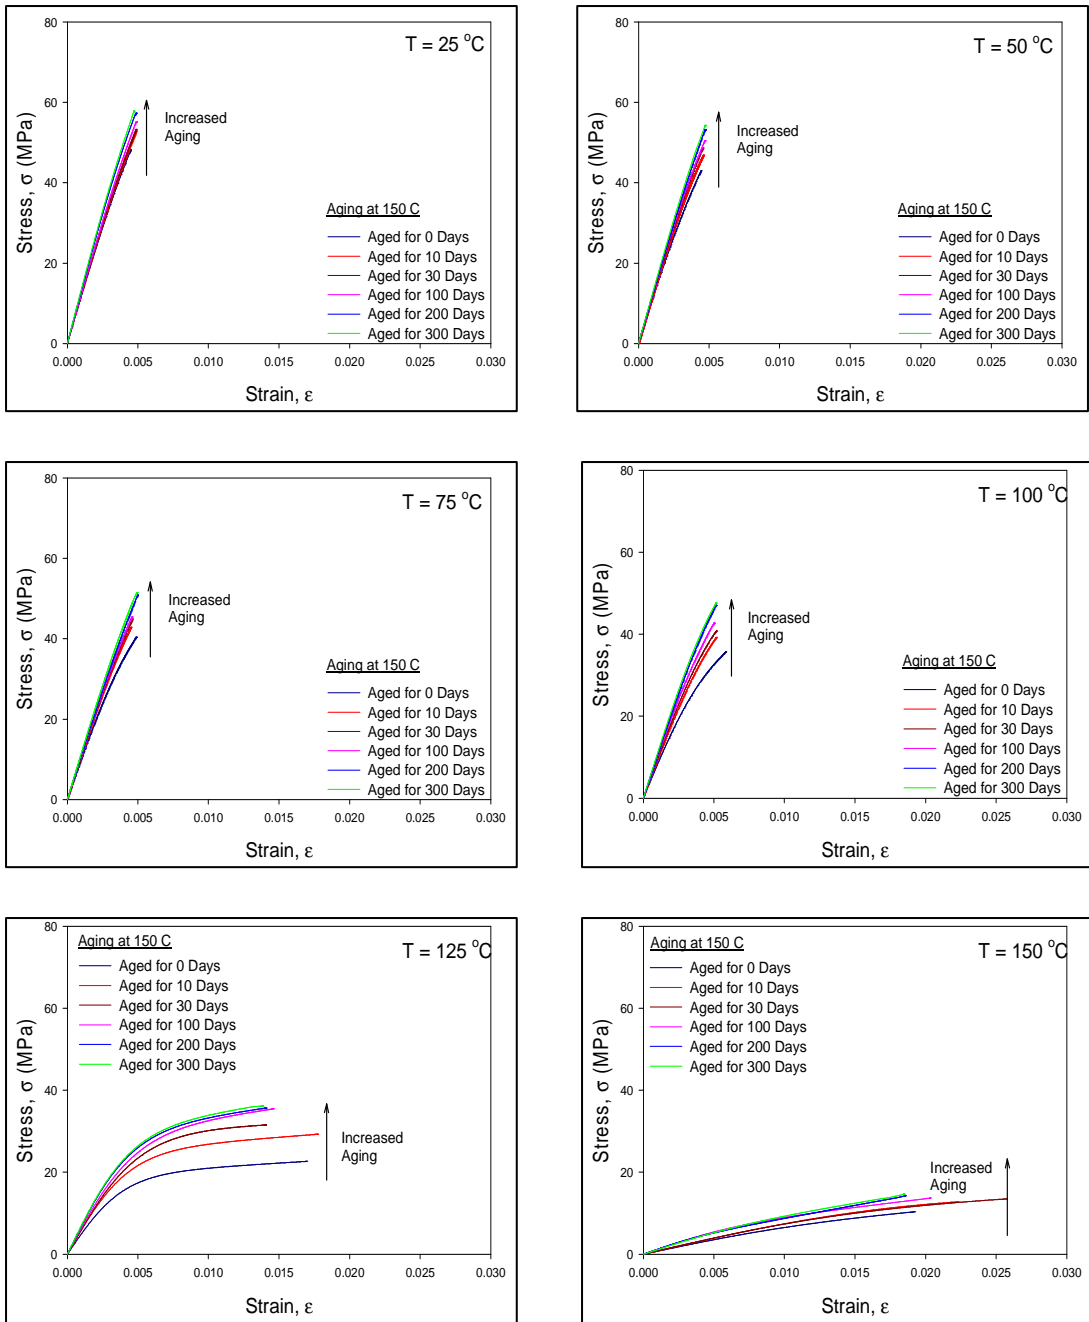 T = 25 °C
Stress, σ (MPa)
80
60
40
20
0
Increased
Aging
Aging at 150 C
Aged for 0 Days
Aged for 10 Days
Aged for 30 Days
Aged for 100 Days
Aged for 200 Days
Aged for 300 Days
0.000 0.005 0.010 0.015 0.020 0.025 0.030
Strain, ε
T = 50 °C
Stress, σ (MPa)
80
60
40
20
0
Increased
Aging
Aging at 150 C
Aged for 0 Days
Aged for 10 Days
Aged for 30 Days
Aged for 100 Days
Aged for 200 Days
Aged for 300 Days
0.000 0.005 0.010 0.015 0.020 0.025 0.030
Strain, ε
T = 75 °C
Stress, σ (MPa)
80
60
40
20
0
Increased
Aging
Aging at 150 C
Aged for 0 Days
Aged for 10 Days
Aged for 30 Days
Aged for 100 Days
Aged for 200 Days
Aged for 300 Days
0.000 0.005 0.010 0.015 0.020 0.025 0.030
Strain, ε
T = 100 °C
Stress, σ (MPa)
80
60
40
20
0
Increased
Aging
Aging at 150 C
Aged for 0 Days
Aged for 10 Days
Aged for 30 Days
Aged for 100 Days
Aged for 200 Days
Aged for 300 Days
0.000 0.005 0.010 0.015 0.020 0.025 0.030
Strain, ε
T = 125 °C
Stress, σ (MPa)
80
60
40
20
0
Aging at 150 C
Aged for 0 Days
Aged for 10 Days
Aged for 30 Days
Aged for 100 Days
Aged for 200 Days
Aged for 300 Days
Increased
Aging
0.000 0.005 0.010 0.015 0.020 0.025 0.030
Strain, ε
T = 150 °C
Stress, σ (MPa)
80
60
40
20
0
Aging at 150 C
Aged for 0 Days
Aged for 10 Days
Aged for 30 Days
Aged for 100 Days
Aged for 200 Days
Aged for 300 Days
Increased
Aging
0.000 0.005 0.010 0.015 0.020 0.025 0.030
Strain, ε